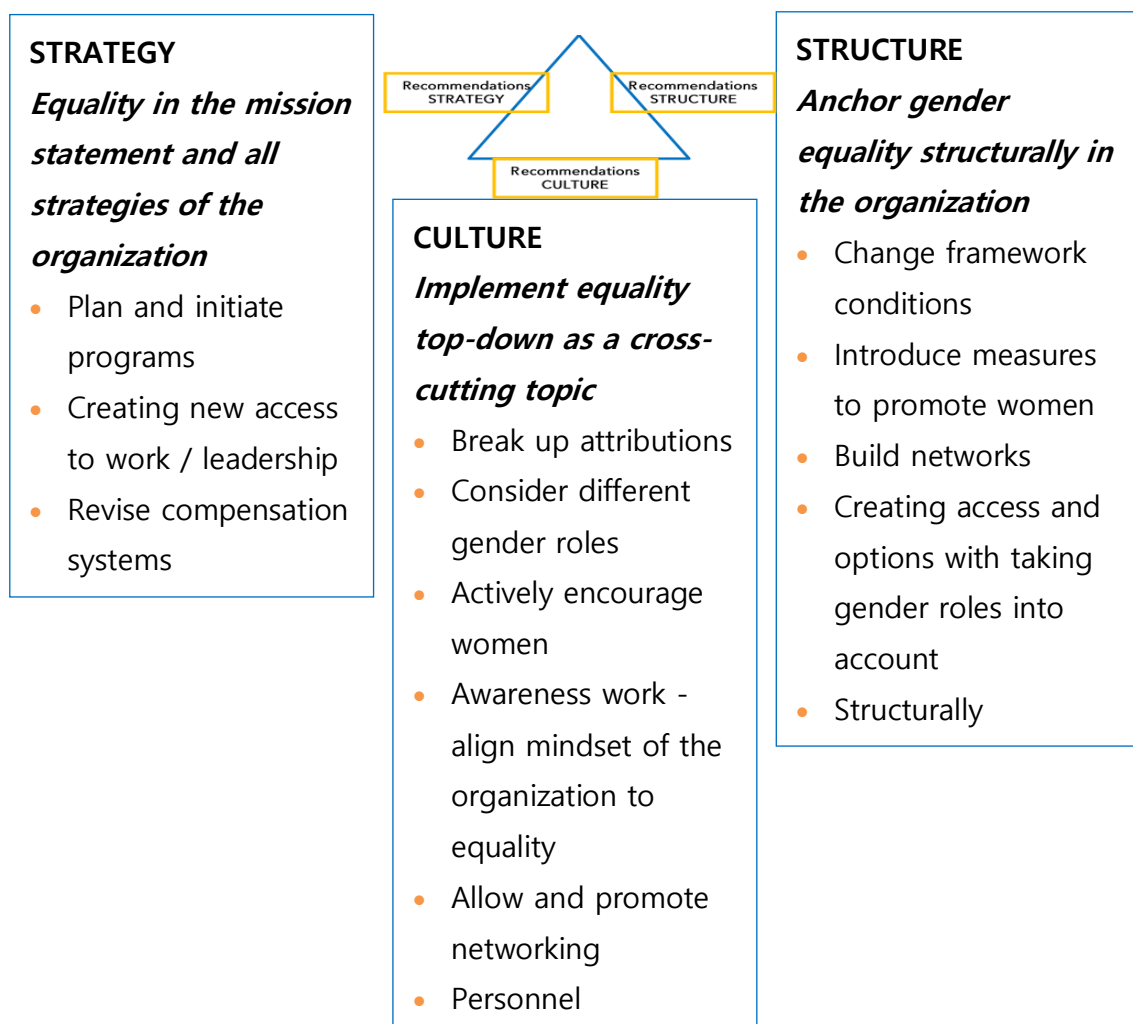 STRATEGY
Equality in the mission
statement and all
strategies of the
organization
• Plan and initiate
programs
• Creating new access
to work / leadership
• Revise compensation
systems
Recommendations
STRATEGY
Recommendations
STRUCTURE
Recommendations
CULTURE
CULTURE
Implement equality
top-down as a cross-
cutting topic
• Break up attributions
• Consider different
gender roles
• Actively encourage
women
• Awareness work -
align mindset of the
organization to
equality
• Allow and promote
networking
• Personnel
STRUCTURE
Anchor gender
equality structurally in
the organization
• Change framework
conditions
• Introduce measures
to promote women
• Build networks
• Creating access and
options with taking
gender roles into
account
• Structurally